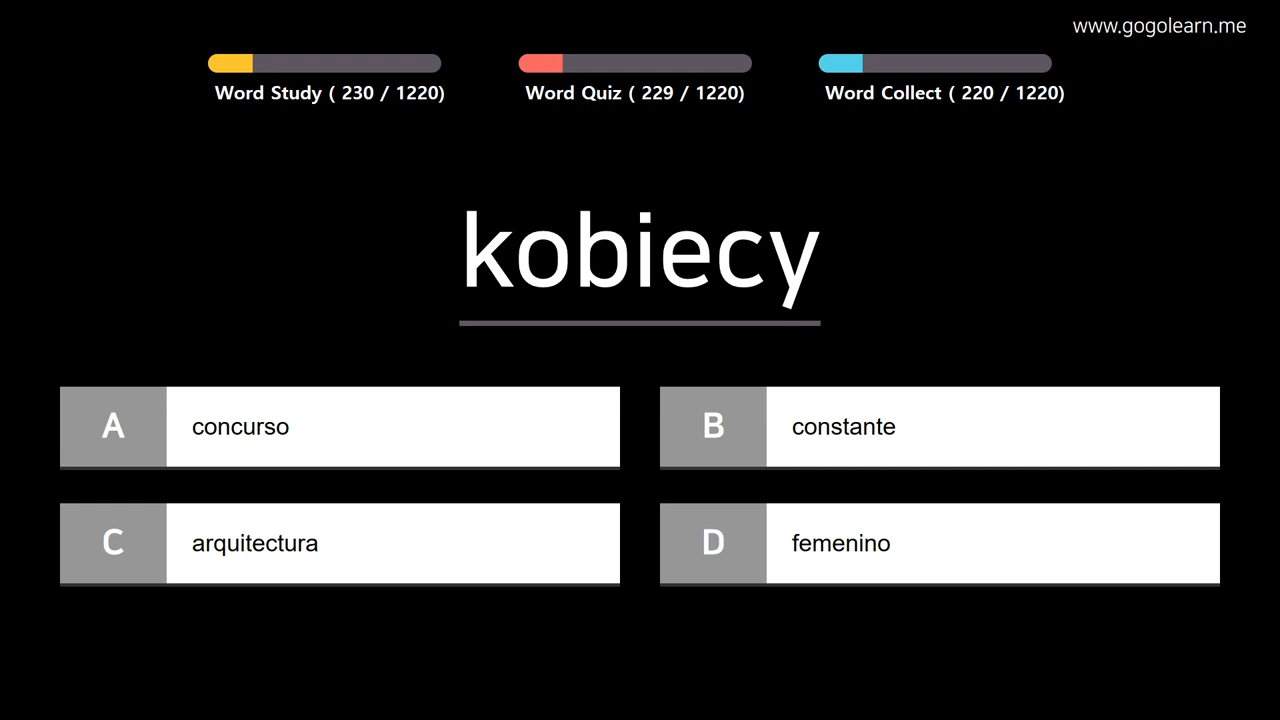 www.gogolearn.me
Word Study ( 230 / 1220)
Word Quiz ( 229 / 1220)
Word Collect ( 220 / 1220)
kobiecy
A concurso
B constante
C arquitectura
D femenino